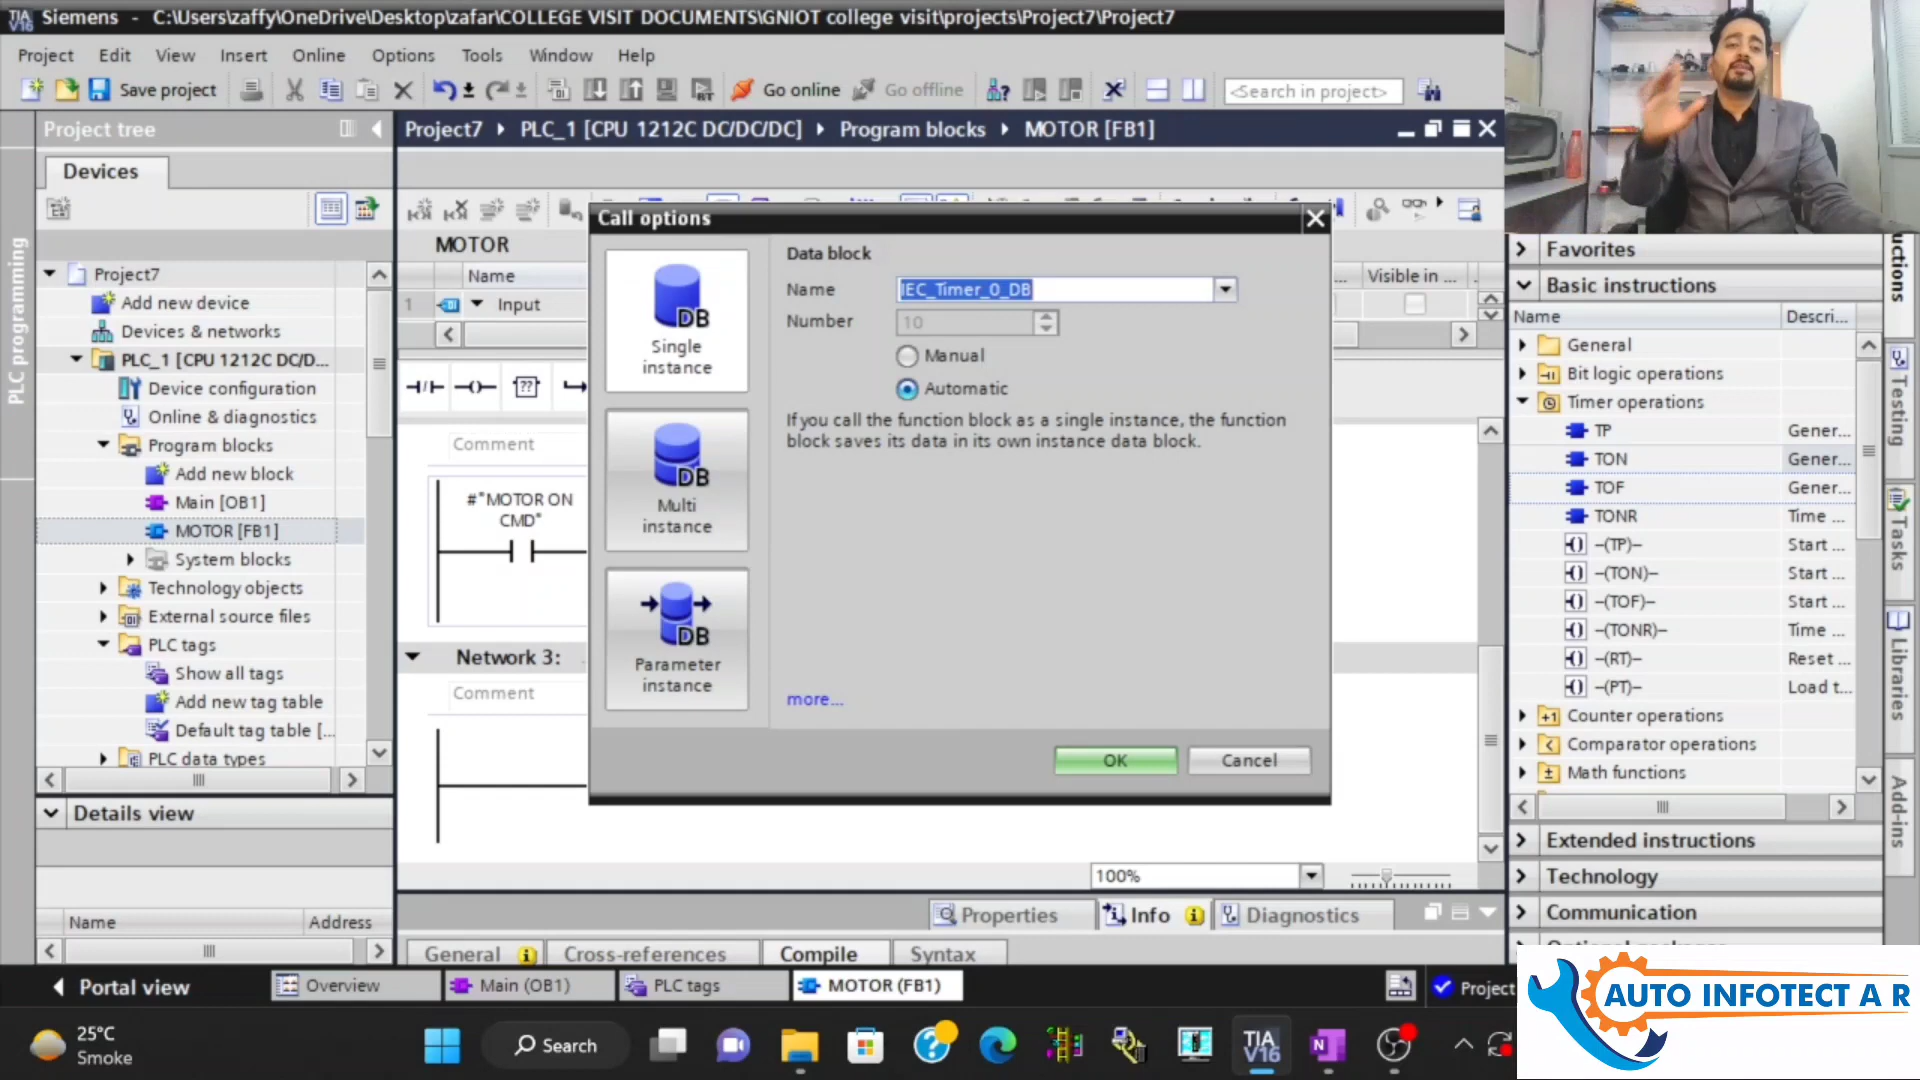 Siemens - C:\Users\zaffy\OneDrive\Desktop\zafar\COLLEGE VISIT DOCUMENTS\GNIOT college visit\projects\Project7\Project7
Project Edit View Insert Online Options Tools Window Help
Save project
Go online
Go offline
<Search in project>
Project tree
Project7 PLC_1 [CPU 1212C DC/DC/DC] Program blocks MOTOR [FB1]
Devices
PLC programming
Project7
Add new device
Devices & networks
PLC_1 [CPU 1212C DC/D...
Device configuration
Online & diagnostics
Program blocks
Add new block
Main [OB1]
MOTOR [FB1]
System blocks
Technology objects
External source files
PLC tags
Show all tags
Add new tag table
Default tag table [...
PLC data types
Details view
Name Address
MOTOR
Name
Visible in ...
1 Input
??
Comment
#"MOTOR ON
CMD"
Network 3:
Comment
Call options
DB
Single
instance
DB
Multi
instance
DB
Parameter
instance
Data block
Name IEC_Timer_0_DB
Number 10
Manual
Automatic
If you call the function block as a single instance, the function
block saves its data in its own instance data block.
more...
OK Cancel
100%
Properties Info Diagnostics
General Cross-references Compile Syntax
Favorites
Basic instructions
Name Descri...
General
Bit logic operations
Timer operations
TP Gener...
TON Gener...
TOF Gener...
TONR Time ...
–(TP)– Start ...
–(TON)– Start ...
–(TOF)– Start ...
–(TONR)– Time ...
–(RT)– Reset ...
–(PT)– Load t...
Counter operations
Comparator operations
Math functions
Extended instructions
Technology
Communication
Testing
Tasks
Libraries
Add-ins
Portal view
Overview
Main (OB1)
PLC tags
MOTOR (FB1)
Project
AUTO INFOTECT A R
25°C
Smoke
Search
TIA
V16